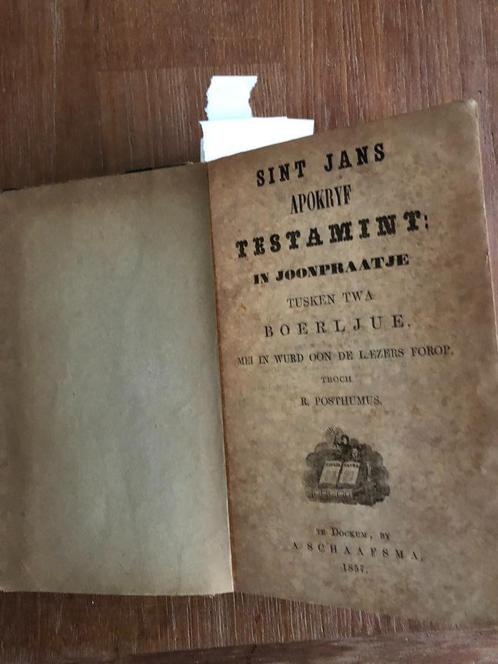 SINT JANS
APOKRYF
TESTAMINT:
IN JOONPRAATJE
TUSKEN TWA
BOERLJUE.
MEI IN WURD OON DE LÆZERS FOROP,
TROCH
R. POSTHUMUS.
TE DOCKUM, BY
A SCHAAFSMA,
1857.